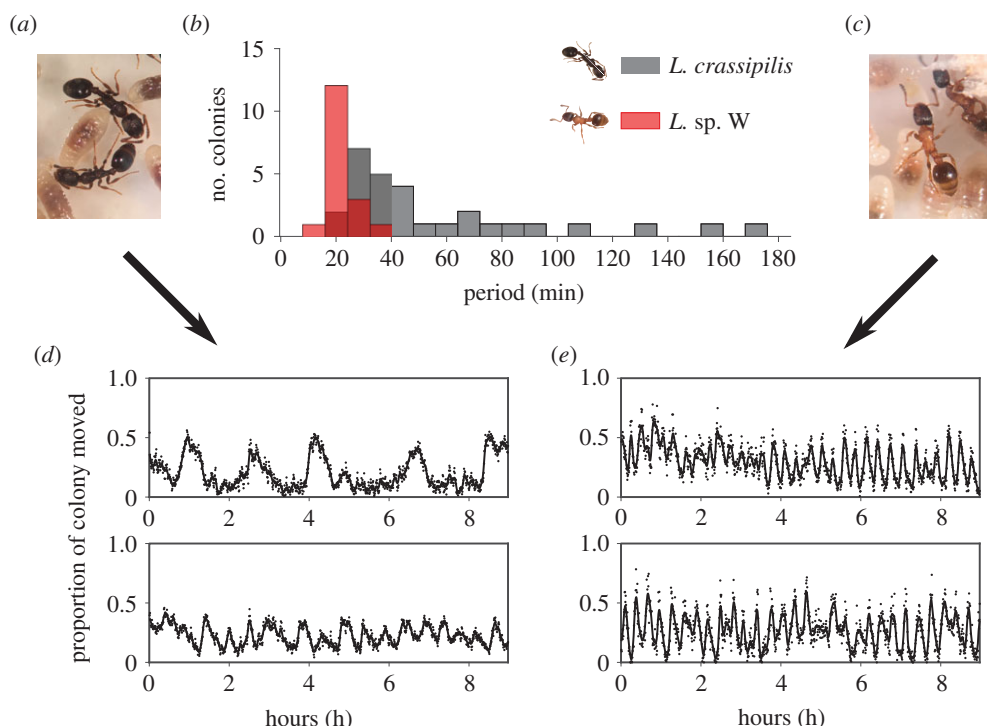 (a)
(b)
(c)
15
10
5
0
no. colonies
L. crassipilis
L. sp. W
0 20 40 60 80 100 120 140 160 180
period (min)
(d)
(e)
proportion of colony moved
1.0
0.5
0
0 2 4 6 8
1.0
0.5
0
0 2 4 6 8
hours (h)
1.0
0.5
0
0 2 4 6 8
1.0
0.5
0
0 2 4 6 8
hours (h)